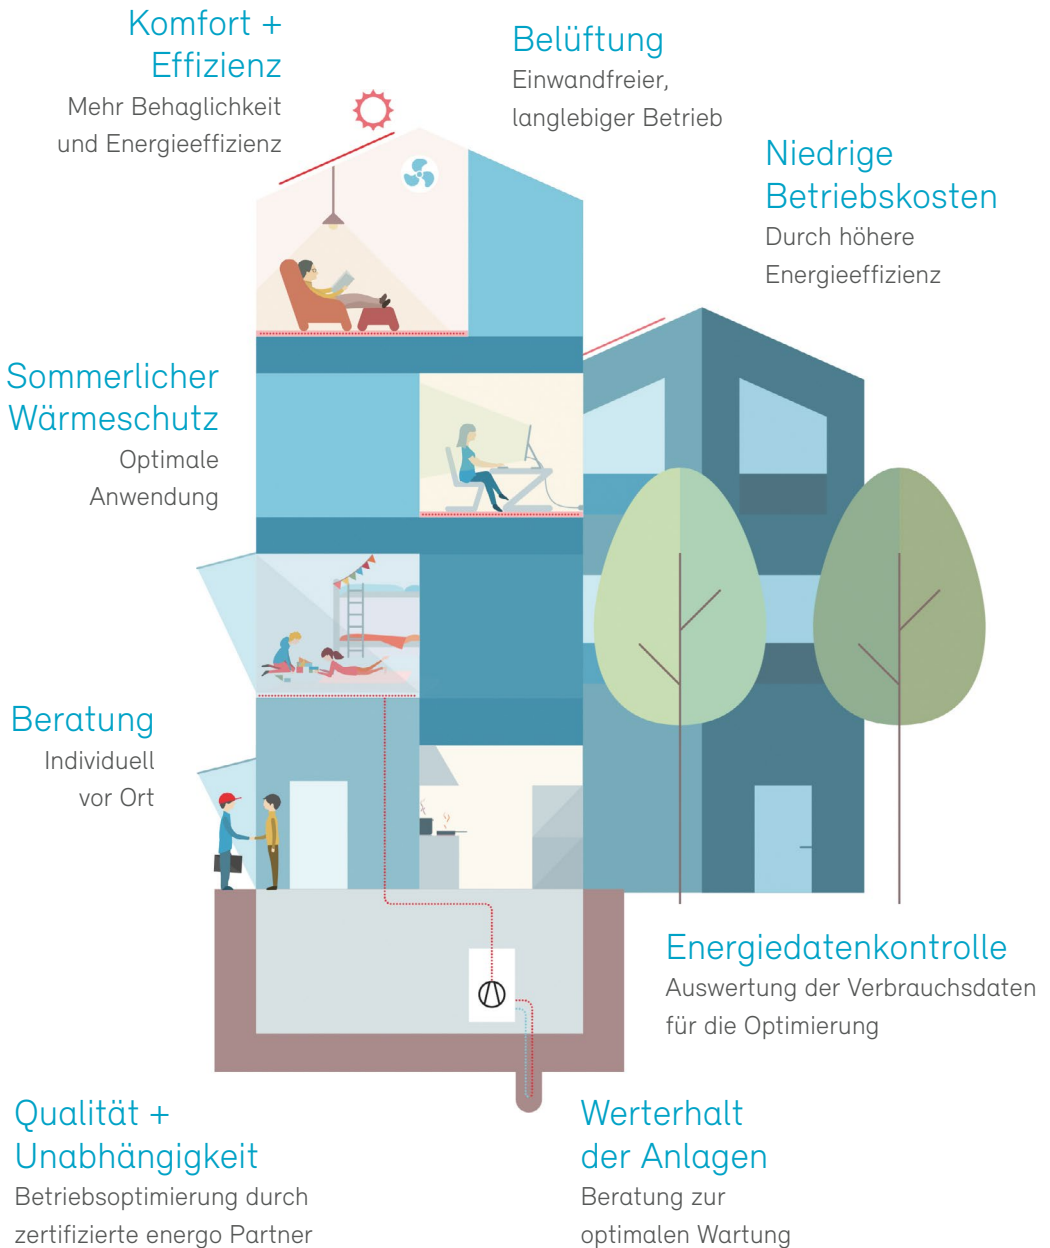 Komfort +
Effizienz
Mehr Behaglichkeit
und Energieeffizienz
Belüftung
Einwandfreier,
langlebiger Betrieb
Niedrige
Betriebskosten
Durch höhere
Energieeffizienz
Sommerlicher
Wärmeschutz
Optimale
Anwendung
Beratung
Individuell
vor Ort
Energiedatenkontrolle
Auswertung der Verbrauchsdaten
für die Optimierung
Qualität +
Unabhängigkeit
Betriebsoptimierung durch
zertifizierte energo Partner
Werterhalt
der Anlagen
Beratung zur
optimalen Wartung